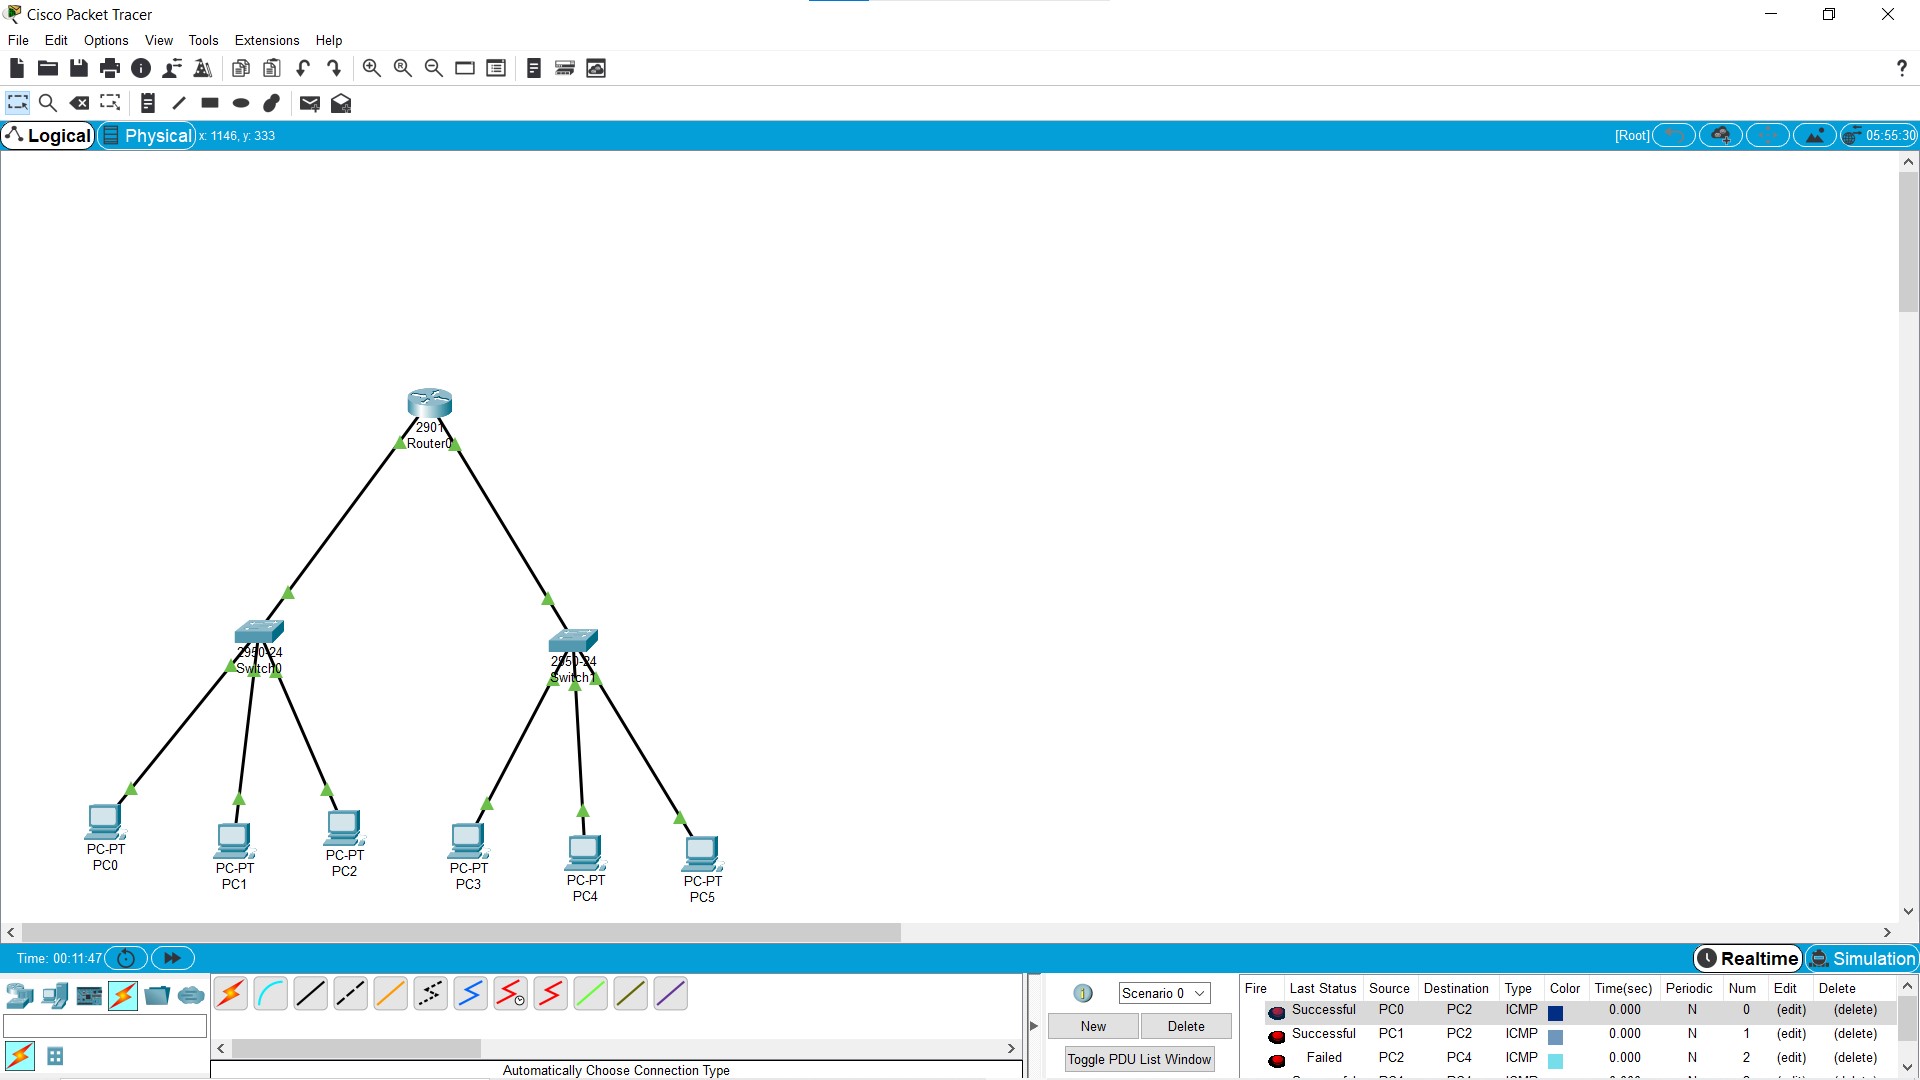 Cisco Packet Tracer
File Edit Options View Tools Extensions Help
?
Logical Physical x: 1146, y: 333 [Root] 05:55:30
2901
Router0
2950-24
Switch0
2950-24
Switch1
PC-PT
PC0
PC-PT
PC1
PC-PT
PC2
PC-PT
PC3
PC-PT
PC4
PC-PT
PC5
Time: 00:11:47 Realtime Simulation
Scenario 0
New Delete
Toggle PDU List Window
Fire Last Status Source Destination Type Color Time(sec) Periodic Num Edit Delete
Successful PC0 PC2 ICMP 0.000 N 0 (edit) (delete)
Successful PC1 PC2 ICMP 0.000 N 1 (edit) (delete)
Failed PC2 PC4 ICMP 0.000 N 2 (edit) (delete)
Automatically Choose Connection Type